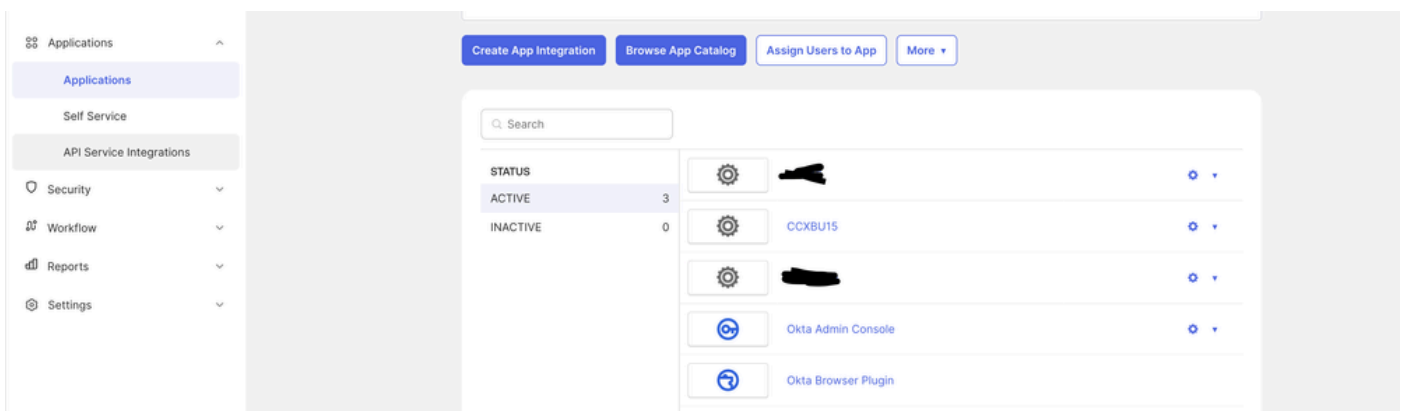 Applications
Applications
Self Service
API Service Integrations
Security
Workflow
Reports
Settings
Create App Integration Browse App Catalog Assign Users to App More
Search
STATUS
ACTIVE 3
INACTIVE 0
CCXBU15
Okta Admin Console
Okta Browser Plugin